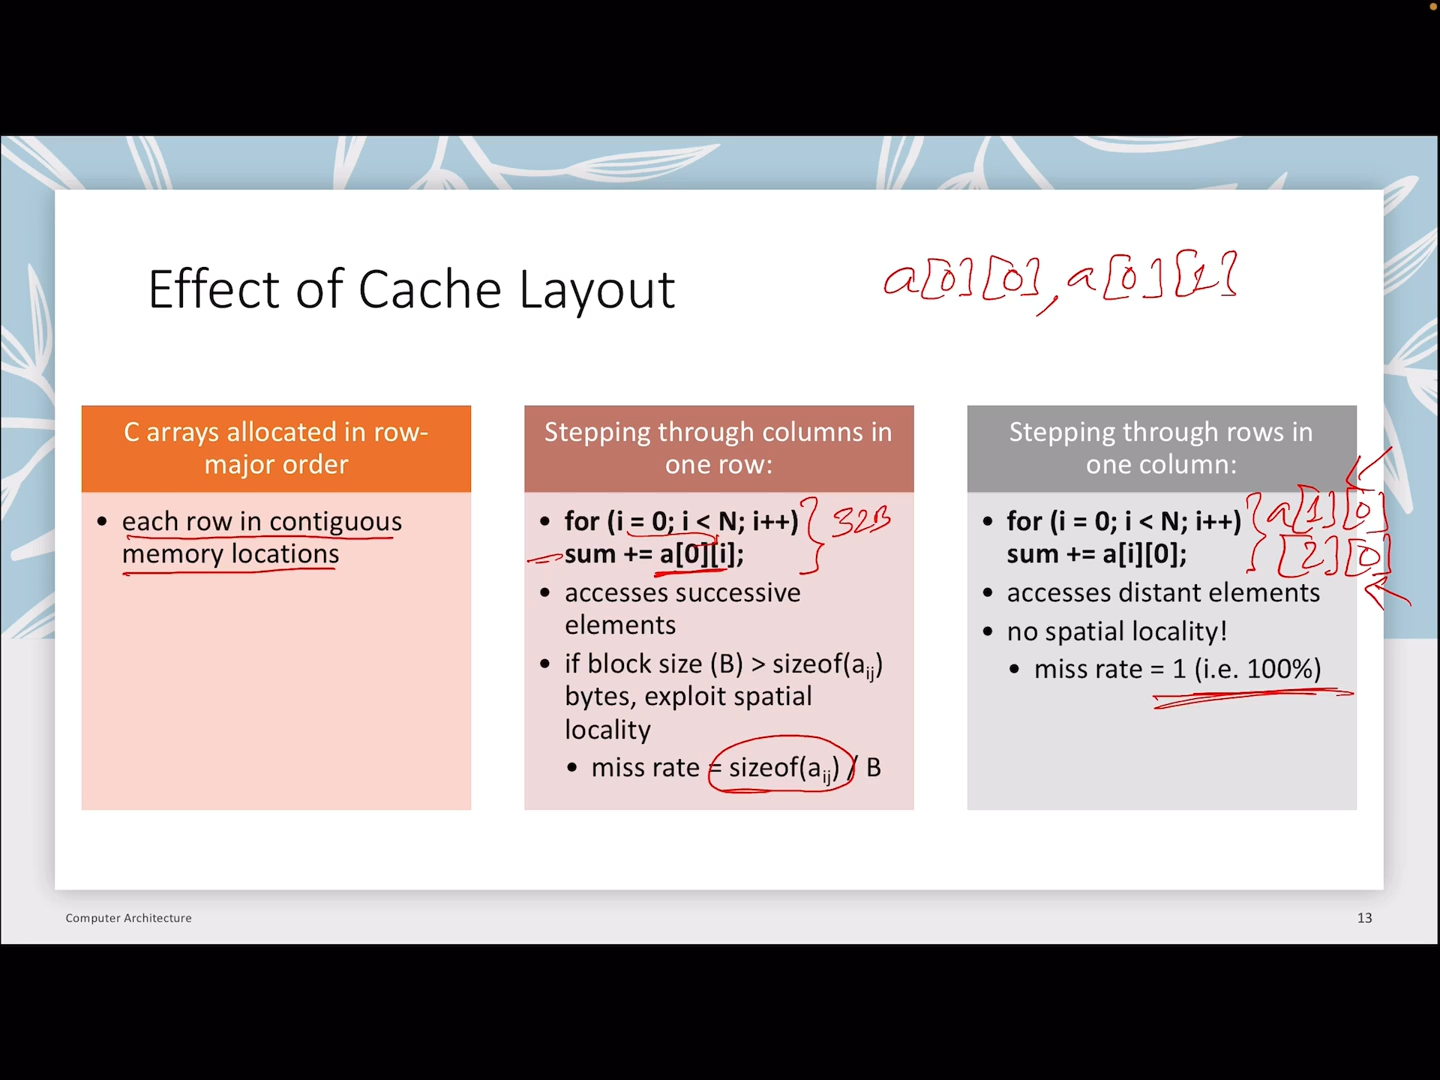 Effect of Cache Layout
a[0][0], a[0][1]
C arrays allocated in row-
major order
• each row in contiguous
memory locations
Stepping through columns in
one row:
• for (i = 0; i < N; i++)
sum += a[0][i];
32B
• accesses successive
elements
• if block size (B) > sizeof(aij)
bytes, exploit spatial
locality
• miss rate = sizeof(aij) / B
Stepping through rows in
one column:
• for (i = 0; i < N; i++)
sum += a[i][0];
a[1][0]
[2][0]
• accesses distant elements
• no spatial locality!
• miss rate = 1 (i.e. 100%)
Computer Architecture
13